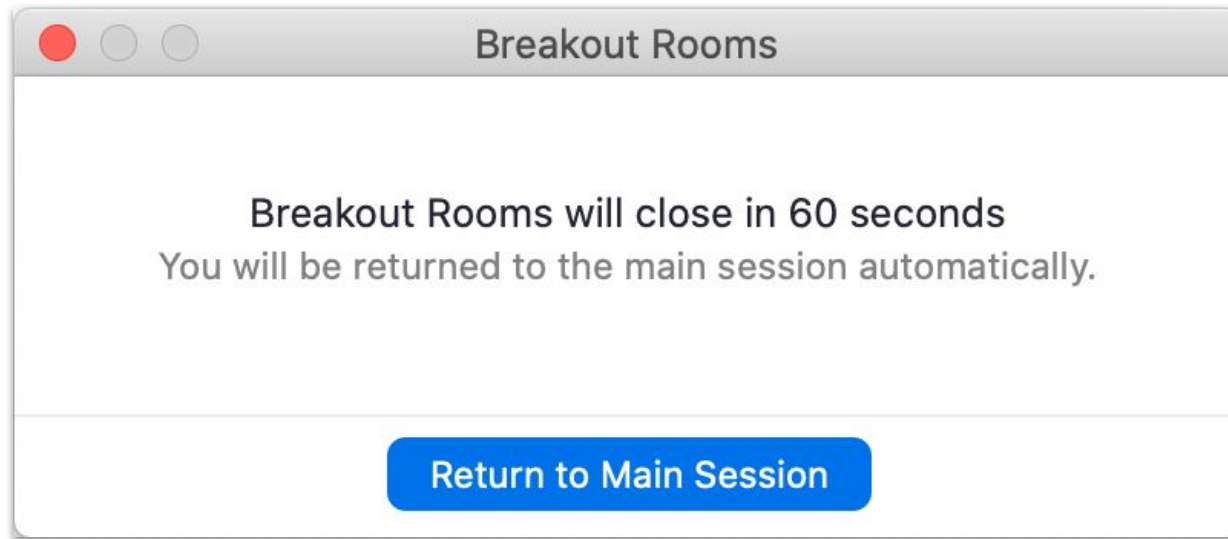 Breakout Rooms
Breakout Rooms will close in 60 seconds
You will be returned to the main session automatically.
Return to Main Session